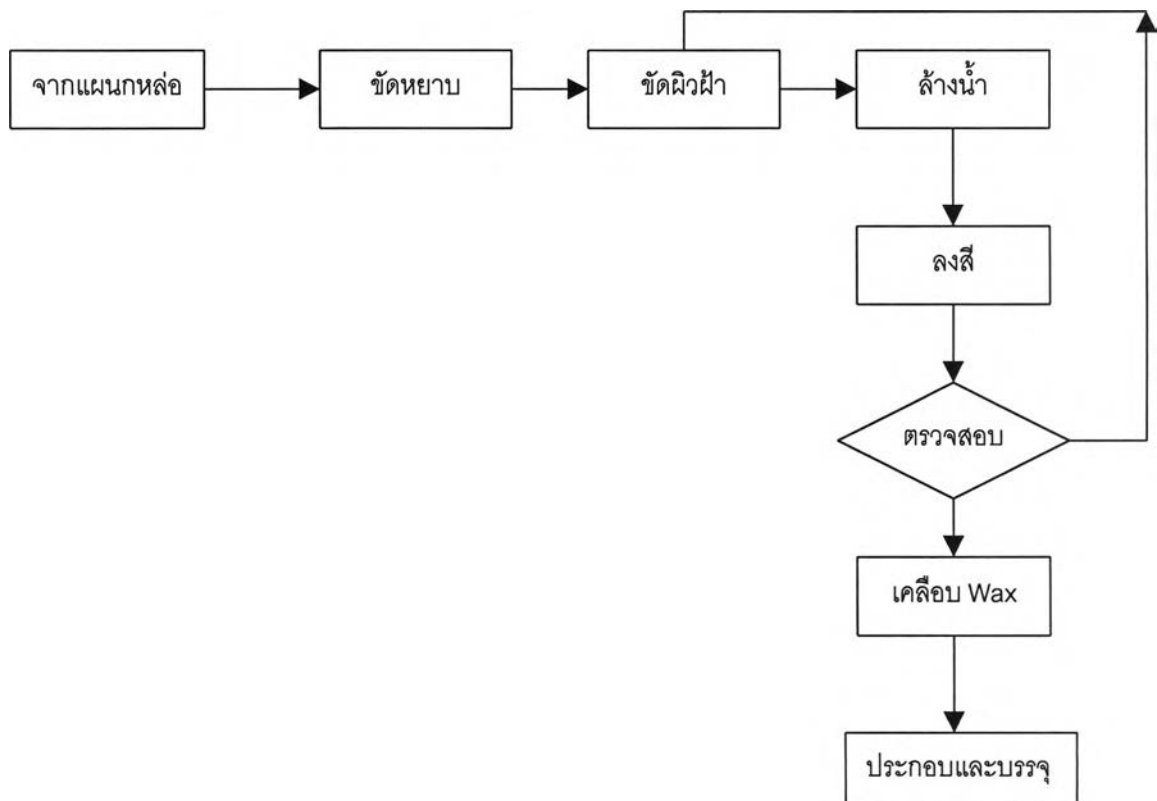 จากแผนกหล่อ
ขัดหยาบ
ขัดผิวฝ้า
ล้างน้ำ
ลงสี
ตรวจสอบ
เคลือบ Wax
ประกอบและบรรจุ